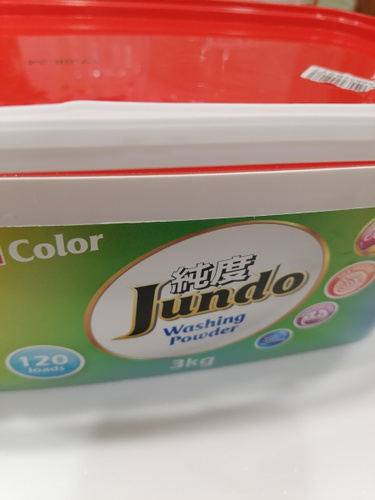 Color
純度
Jundo
Washing
Powder
120
loads
3kg